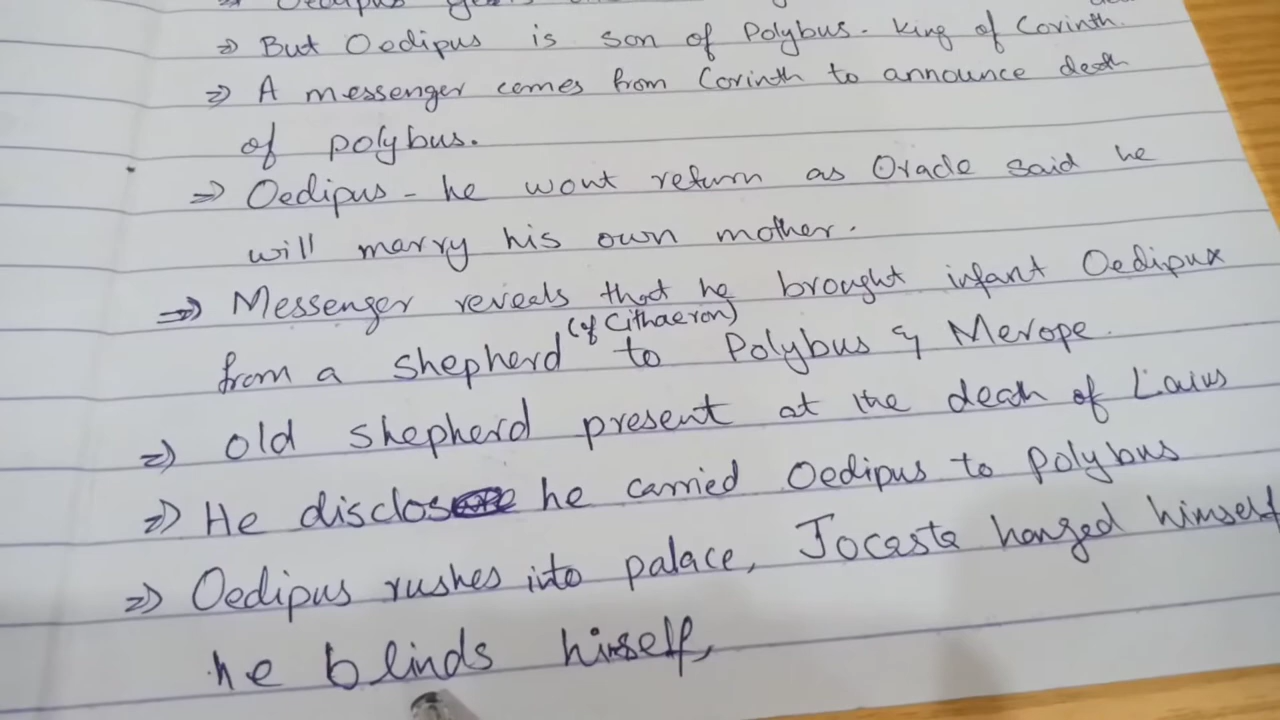 ⇒ Oedipus
⇒ But Oedipus is son of Polybus. King of Corinth.
⇒ A messenger comes from Corinth to announce death
of polybus.
⇒ Oedipus - he wont return as Oracle said he
will marry his own mother.
⇒ Messenger reveals that he brought infant Oedipux
(of Cithaeron)
from a shepherd to Polybus & Merope.
⇒ old shepherd present at the death of Laius
⇒ He disclos he carried Oedipus to polybus
⇒ Oedipus rushes into palace, Jocasta hanged himself
he blinds himself,